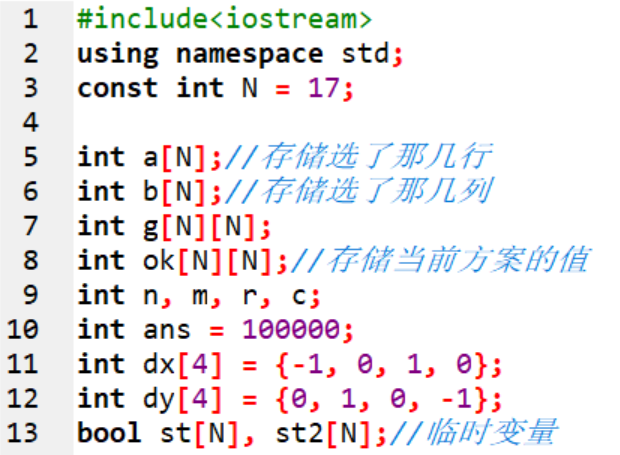 1 #include<iostream>
2 using namespace std;
3 const int N = 17;
4
5 int a[N];//存储选了那几行
6 int b[N];//存储选了那几列
7 int g[N][N];
8 int ok[N][N];//存储当前方案的值
9 int n, m, r, c;
10 int ans = 100000;
11 int dx[4] = {-1, 0, 1, 0};
12 int dy[4] = {0, 1, 0, -1};
13 bool st[N], st2[N];//临时变量